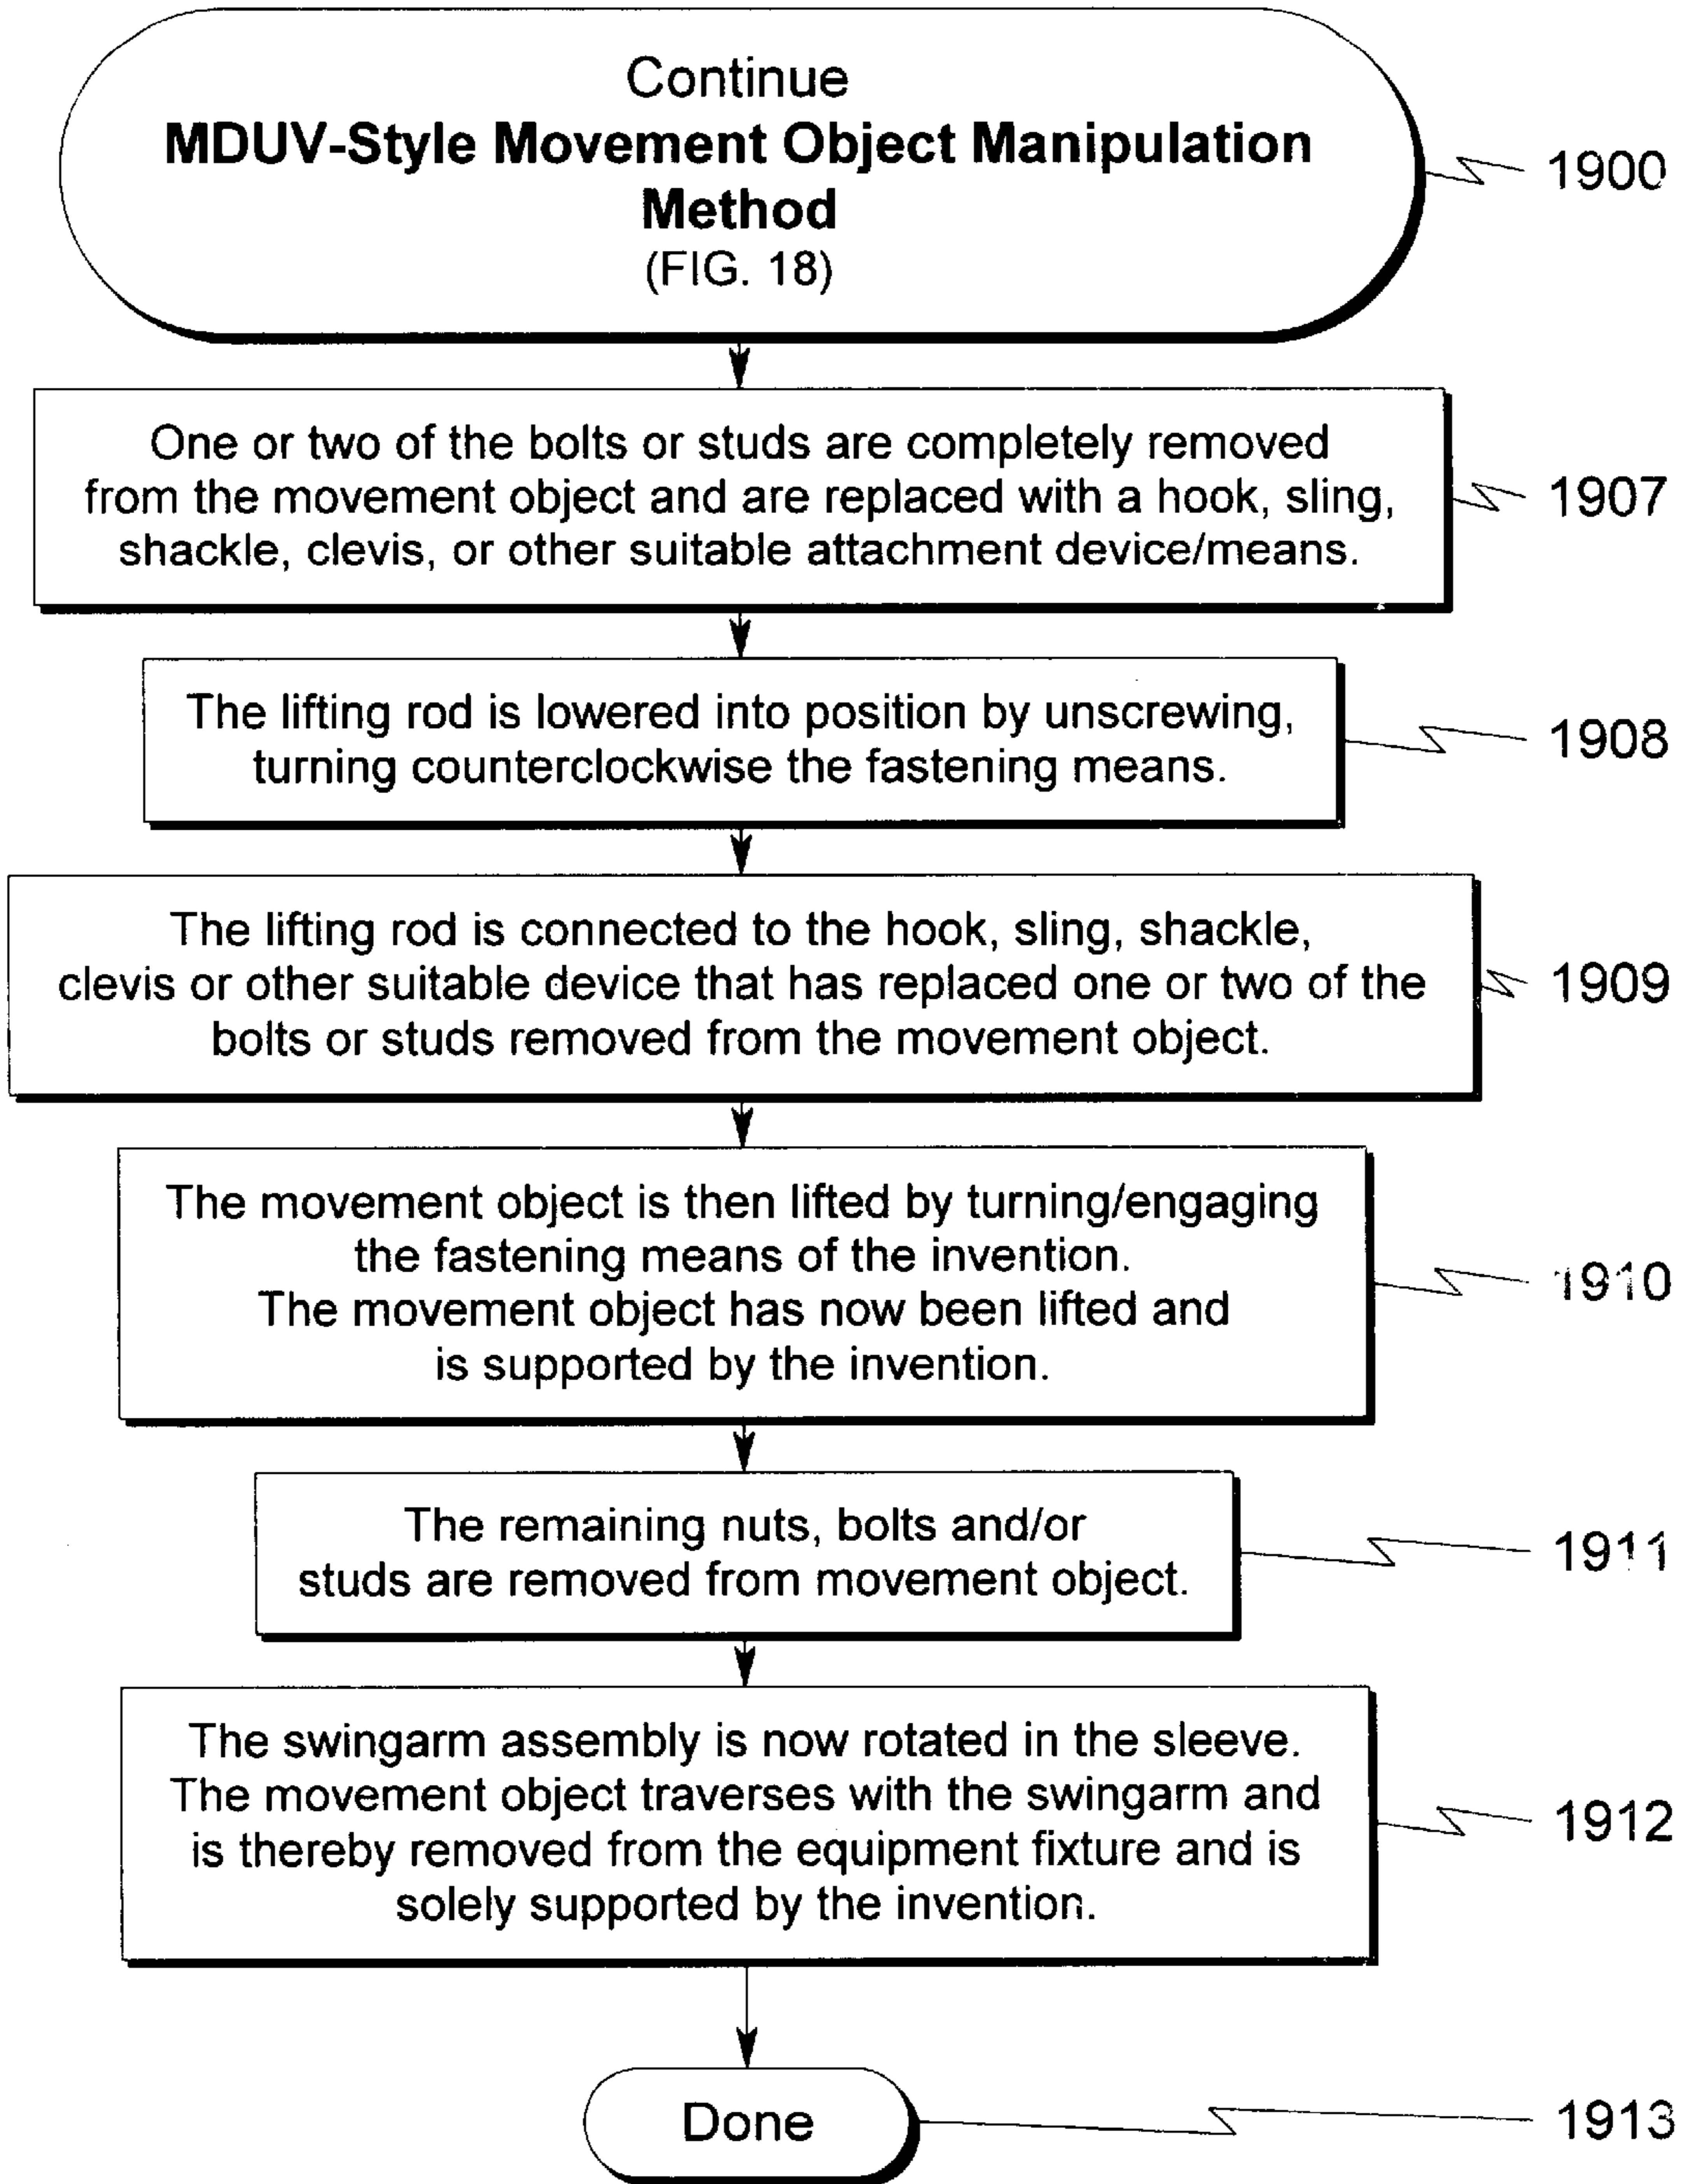 Continue
MDUV-Style Movement Object Manipulation
Method
(FIG. 18)
1900
One or two of the bolts or studs are completely removed
from the movement object and are replaced with a hook, sling,
shackle, clevis, or other suitable attachment device/means.
1907
The lifting rod is lowered into position by unscrewing,
turning counterclockwise the fastening means.
1908
The lifting rod is connected to the hook, sling, shackle,
clevis or other suitable device that has replaced one or two of the
bolts or studs removed from the movement object.
1909
The movement object is then lifted by turning/engaging
the fastening means of the invention.
The movement object has now been lifted and
is supported by the invention.
1910
The remaining nuts, bolts and/or
studs are removed from movement object.
1911
The swingarm assembly is now rotated in the sleeve.
The movement object traverses with the swingarm and
is thereby removed from the equipment fixture and is
solely supported by the invention.
1912
Done
1913